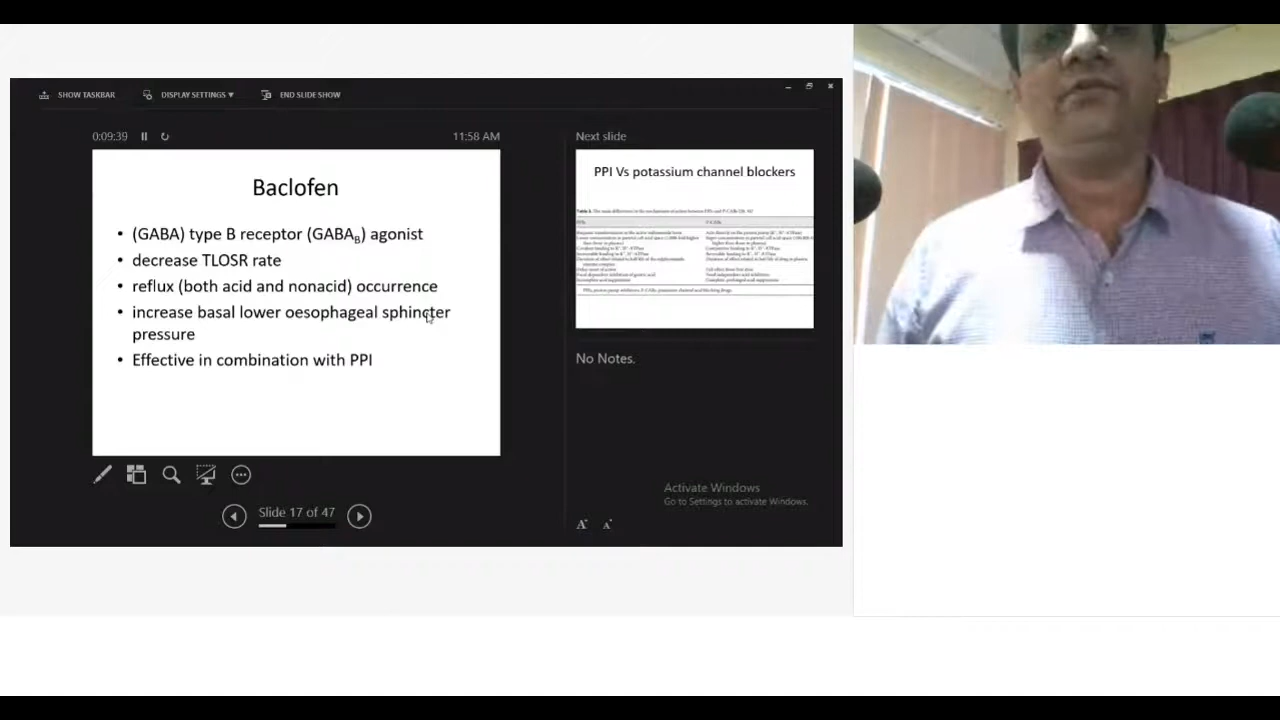 SHOW TASKBAR DISPLAY SETTINGS ▼ END SLIDE SHOW
0:09:39 11:58 AM
Baclofen
• (GABA) type B receptor (GABAB) agonist
• decrease TLOSR rate
• reflux (both acid and nonacid) occurrence
• increase basal lower oesophageal sphincter
pressure
• Effective in combination with PPI
Slide 17 of 47
Next slide
PPI Vs potassium channel blockers
No Notes.
Activate Windows
Go to Settings to activate Windows.
A A